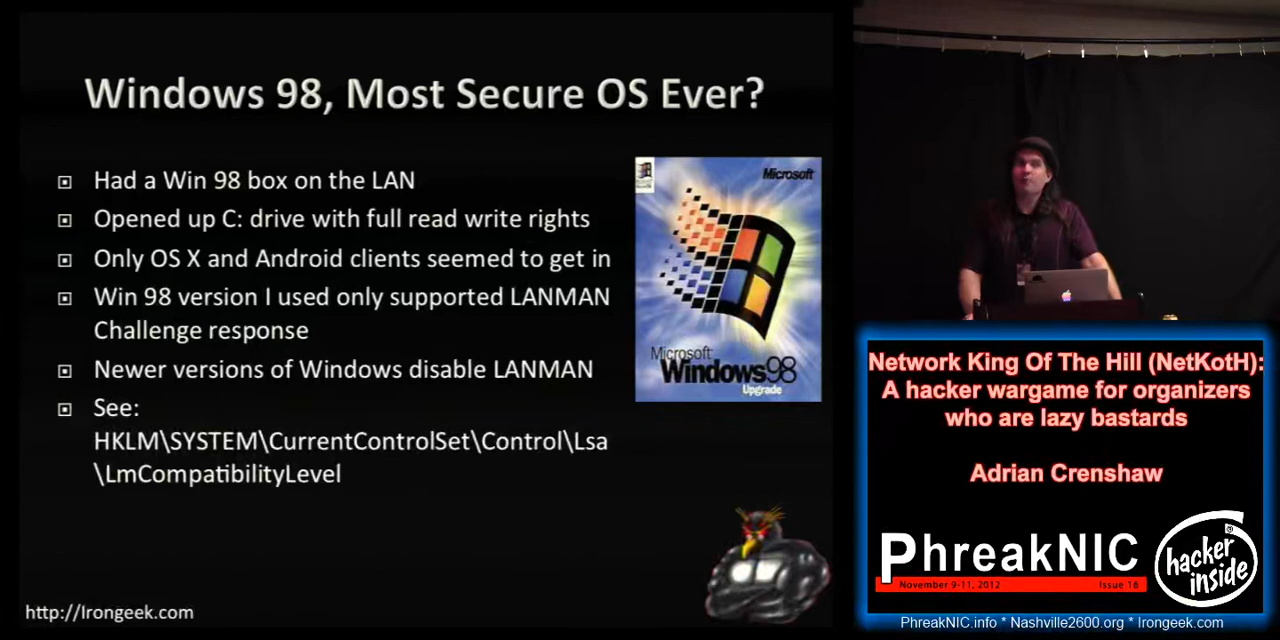 Windows 98, Most Secure OS Ever?
Had a Win 98 box on the LAN
Opened up C: drive with full read write rights
Only OS X and Android clients seemed to get in
Win 98 version I used only supported LANMAN
Challenge response
Newer versions of Windows disable LANMAN
See:
HKLM\SYSTEM\CurrentControlSet\Control\Lsa
\LmCompatibilityLevel
http://Irongeek.com
Microsoft
Microsoft
Windows 98
Upgrade
Network King Of The Hill (NetKotH):
A hacker wargame for organizers
who are lazy bastards
Adrian Crenshaw
PhreakNIC
November 9-11, 2012 Issue 16
hacker
inside
PhreakNIC.info * Nashville2600.org * Irongeek.com